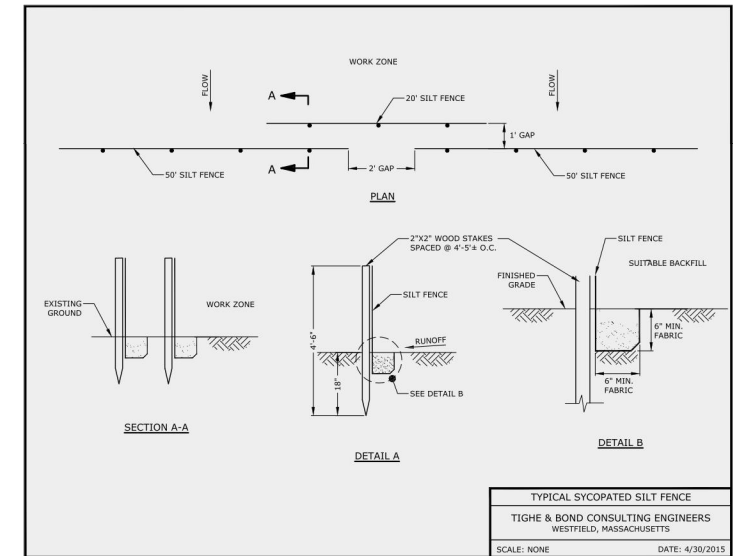 WORK ZONE
FLOW
FLOW
A
20' SILT FENCE
1' GAP
A
2' GAP
50' SILT FENCE
50' SILT FENCE
PLAN
2"X2" WOOD STAKES
SPACED @ 4'-5'± O.C.
SILT FENCE
SUITABLE BACKFILL
FINISHED
GRADE
EXISTING
GROUND
WORK ZONE
SILT FENCE
4'-6"
RUNOFF
18"
SEE DETAIL B
6" MIN.
FABRIC
6" MIN.
FABRIC
SECTION A-A
DETAIL A
DETAIL B
TYPICAL SYCOPATED SILT FENCE
TIGHE & BOND CONSULTING ENGINEERS
WESTFIELD, MASSACHUSETTS
SCALE: NONE
DATE: 4/30/2015